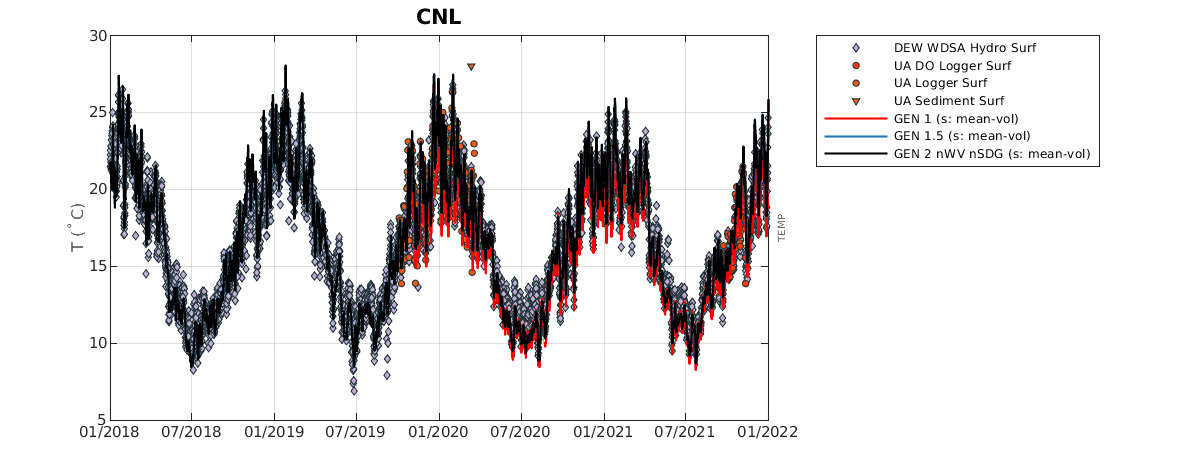 CNL
30
25
20
15
10
5
T (°C)
01/2018 07/2018 01/2019 07/2019 01/2020 07/2020 01/2021 07/2021 01/2022
TEMP
DEW WDSA Hydro Surf
UA DO Logger Surf
UA Logger Surf
UA Sediment Surf
GEN 1 (s: mean-vol)
GEN 1.5 (s: mean-vol)
GEN 2 nWV nSDG (s: mean-vol)